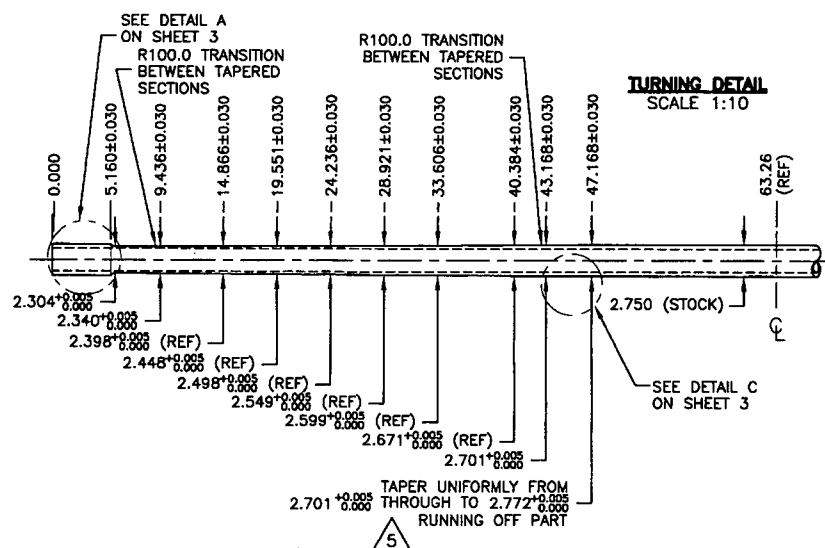 SEE DETAIL A
ON SHEET 3
R100.0 TRANSITION
BETWEEN TAPERED
SECTIONS
R100.0 TRANSITION
BETWEEN TAPERED
SECTIONS
TURNING DETAIL
SCALE 1:10
0.000
5.160±0.030
9.436±0.030
14.866±0.030
19.551±0.030
24.236±0.030
28.921±0.030
33.606±0.030
40.384±0.030
43.168±0.030
47.168±0.030
63.26
(REF)
2.304 +0.005 0.000
2.340 +0.005 0.000
2.398 +0.005 0.000 (REF)
2.448 +0.005 0.000 (REF)
2.498 +0.005 0.000 (REF)
2.549 +0.005 0.000 (REF)
2.599 +0.005 0.000 (REF)
2.671 +0.005 0.000 (REF)
2.701 +0.005 0.000
2.750 (STOCK)
℄
SEE DETAIL C
ON SHEET 3
TAPER UNIFORMLY FROM
2.701 +0.005 0.000 THROUGH TO 2.772 +0.005 0.000
RUNNING OFF PART
5